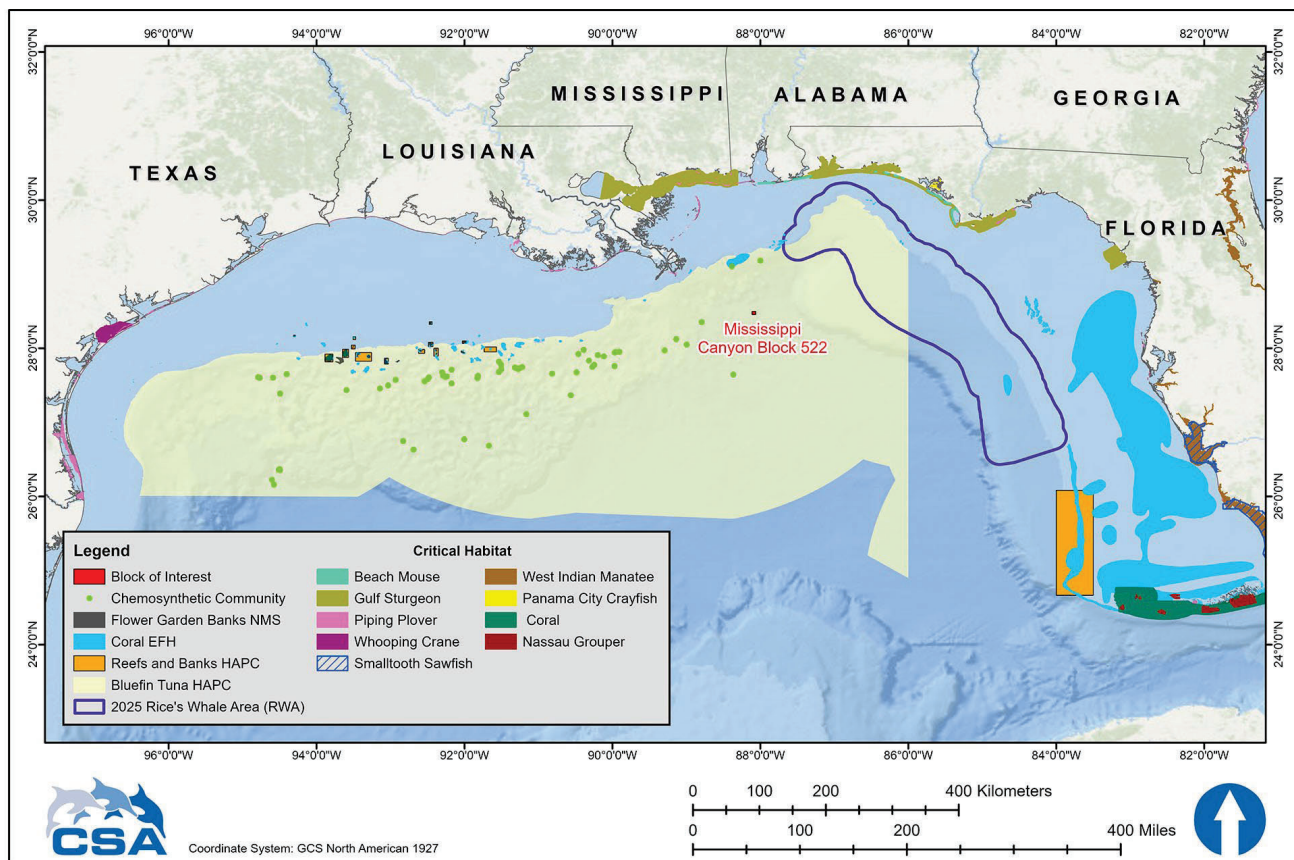 96°0'0"W 94°0'0"W 92°0'0"W 90°0'0"W 88°0'0"W 86°0'0"W 84°0'0"W 82°0'0"W
32°0'0"N
32°0'0"N
MISSISSIPPI
ALABAMA
GEORGIA
LOUISIANA
TEXAS
30°0'0"N
30°0'0"N
FLORIDA
Mississippi
Canyon Block 522
28°0'0"N
28°0'0"N
26°0'0"N
26°0'0"N
24°0'0"N
24°0'0"N
Legend
Block of Interest
Chemosynthetic Community
Flower Garden Banks NMS
Coral EFH
Reefs and Banks HAPC
Bluefin Tuna HAPC
2025 Rice's Whale Area (RWA)
Critical Habitat
Beach Mouse
Gulf Sturgeon
Piping Plover
Whooping Crane
Smalltooth Sawfish
West Indian Manatee
Panama City Crayfish
Coral
Nassau Grouper
96°0'0"W 94°0'0"W 92°0'0"W 90°0'0"W 88°0'0"W 86°0'0"W 84°0'0"W 82°0'0"W
CSA
Coordinate System: GCS North American 1927
0 100 200 400 Kilometers
0 100 200 400 Miles